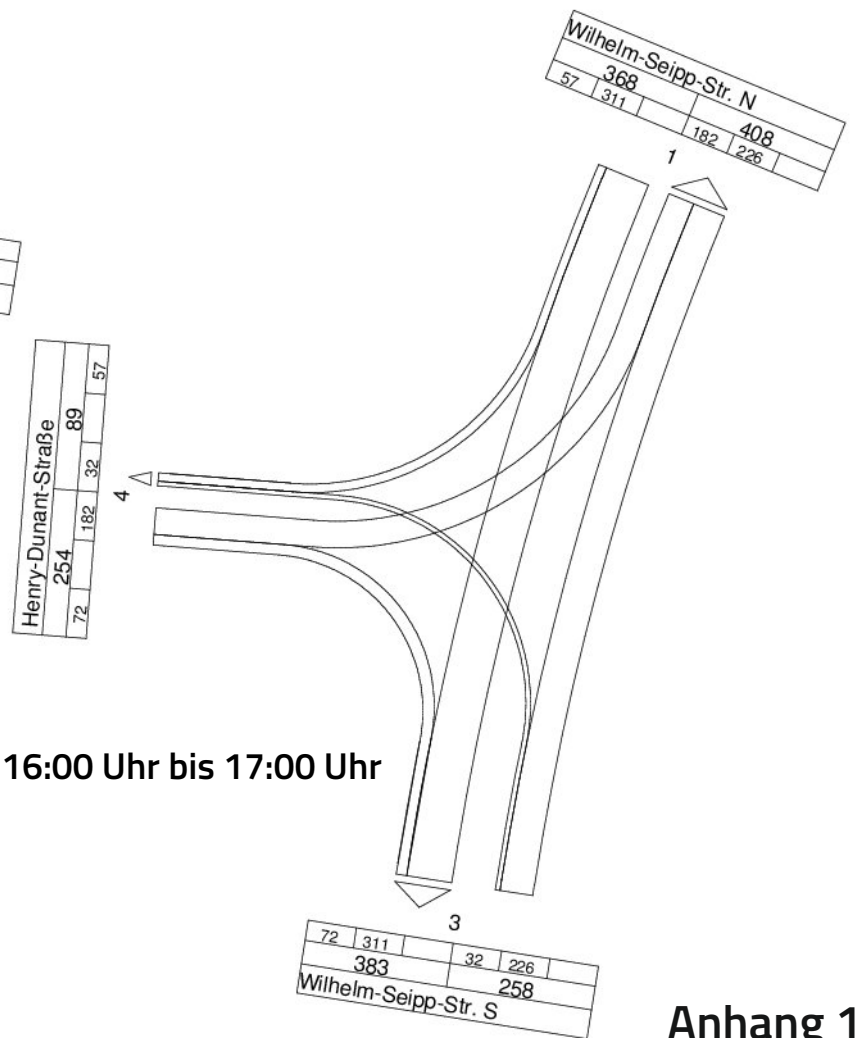 Wilhelm-Seipp-Str. N
368 408
57 311 182 226
1
Henry-Dunant-Straße
254 89
72 182 32 57
4
16:00 Uhr bis 17:00 Uhr
3
72 311 32 226
383 258
Wilhelm-Seipp-Str. S
Anhang 1